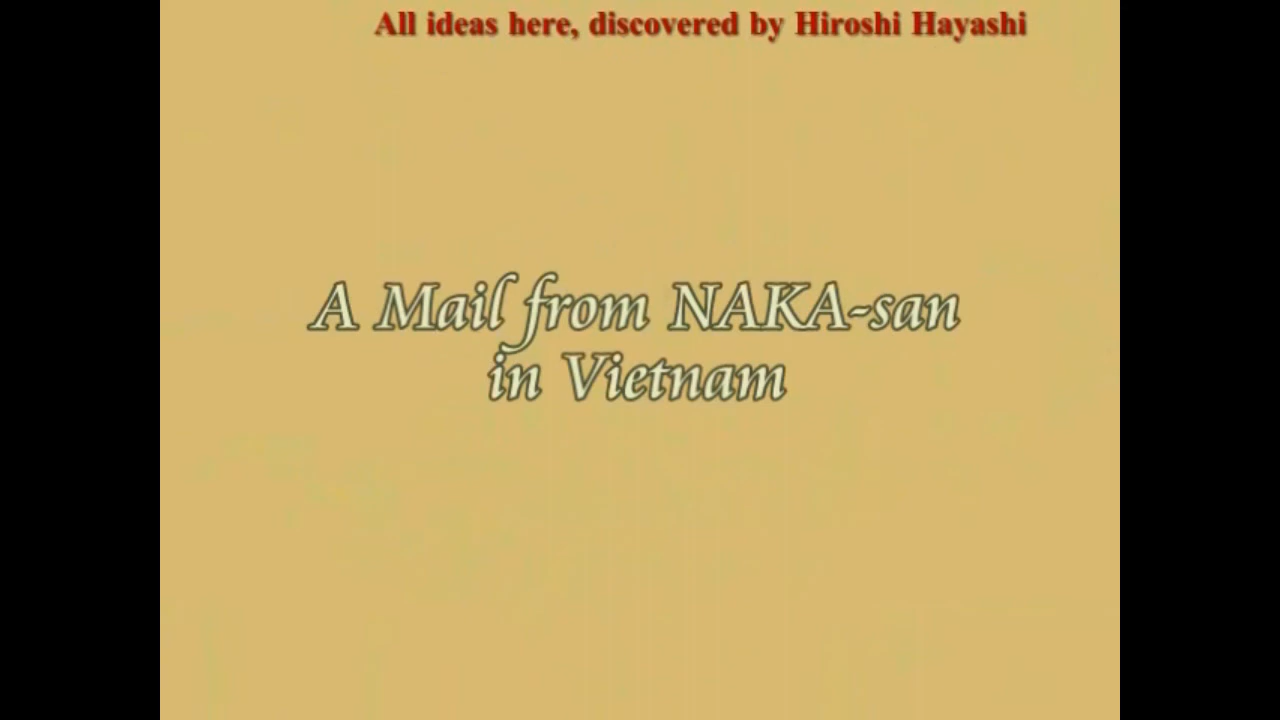 All ideas here, discovered by Hiroshi Hayashi
A Mail from NAKA-san
in Vietnam